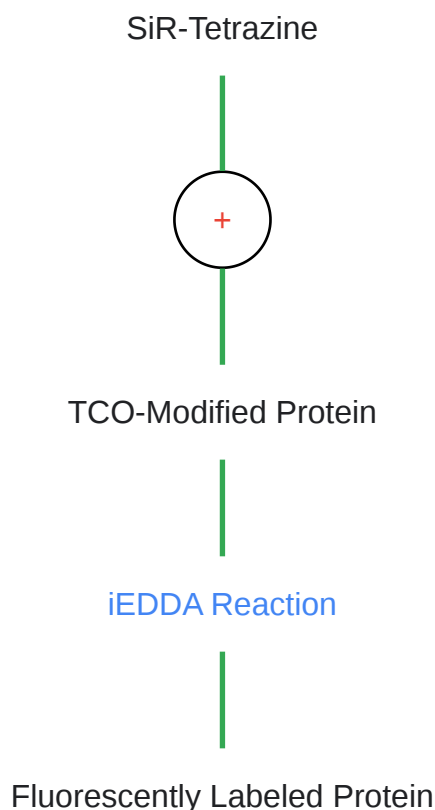 SiR-Tetrazine
+
TCO-Modified Protein
iEDDA Reaction
Fluorescently Labeled Protein